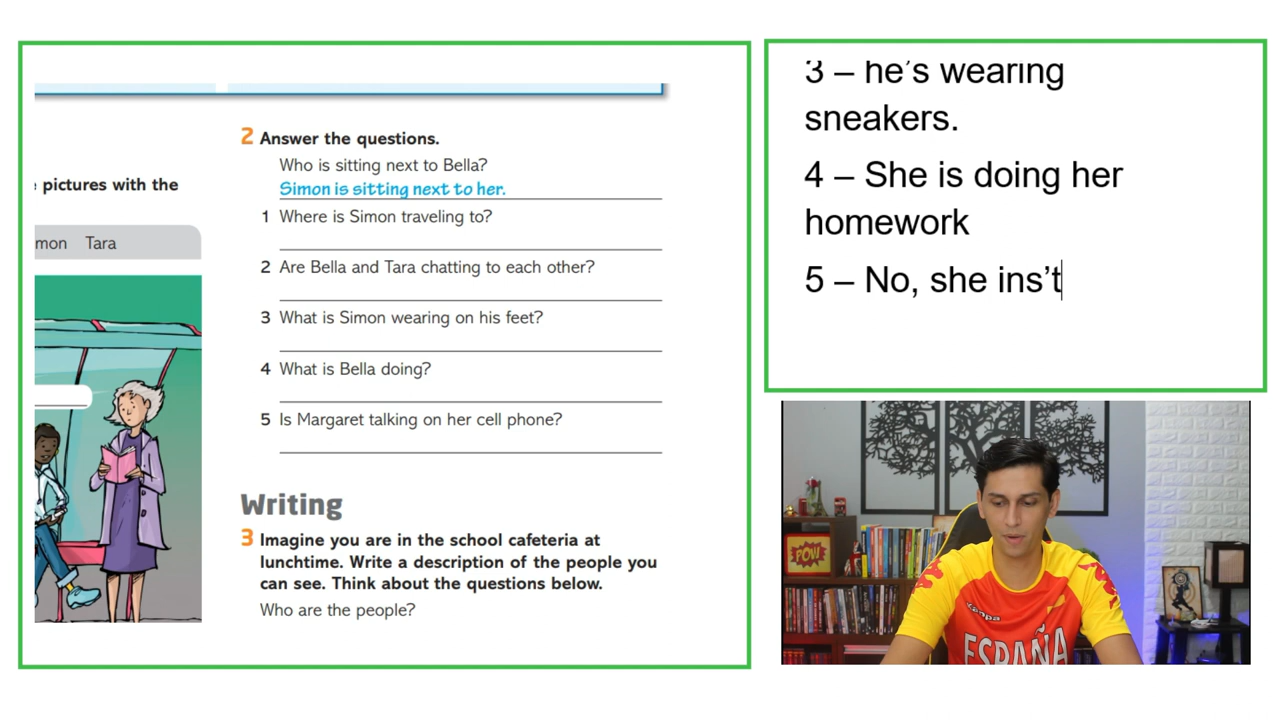 2 Answer the questions.
Who is sitting next to Bella?
pictures with the
Simon is sitting next to her.
1 Where is Simon traveling to?
mon Tara
2 Are Bella and Tara chatting to each other?
3 What is Simon wearing on his feet?
4 What is Bella doing?
5 Is Margaret talking on her cell phone?
Writing
3 Imagine you are in the school cafeteria at
lunchtime. Write a description of the people you
can see. Think about the questions below.
Who are the people?
3 – he's wearing
sneakers.
4 – She is doing her
homework
5 – No, she ins't
POW
Kappa
ESPAÑA